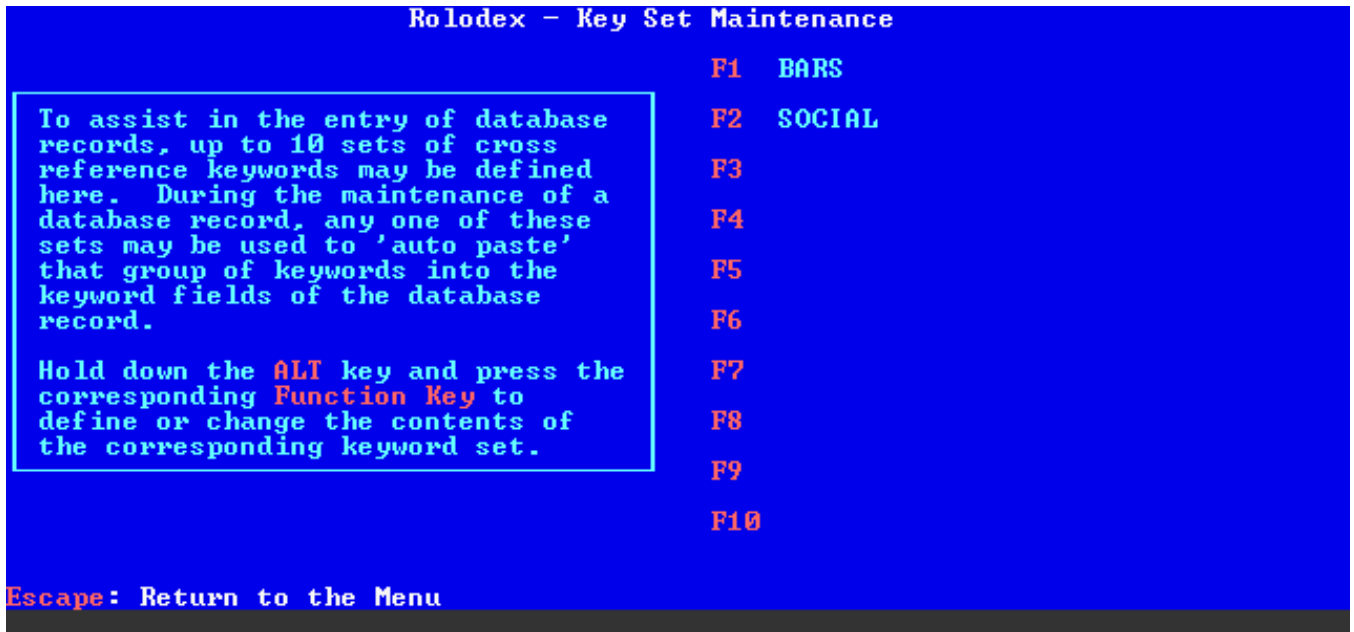 Rolodex - Key Set Maintenance
F1 BARS
To assist in the entry of database
records, up to 10 sets of cross
reference keywords may be defined
here. During the maintenance of a
database record, any one of these
sets may be used to 'auto paste'
that group of keywords into the
keyword fields of the database
record.
Hold down the ALT key and press the
corresponding Function Key to
define or change the contents of
the corresponding keyword set.
F2 SOCIAL
F3
F4
F5
F6
F7
F8
F9
F10
Escape: Return to the Menu